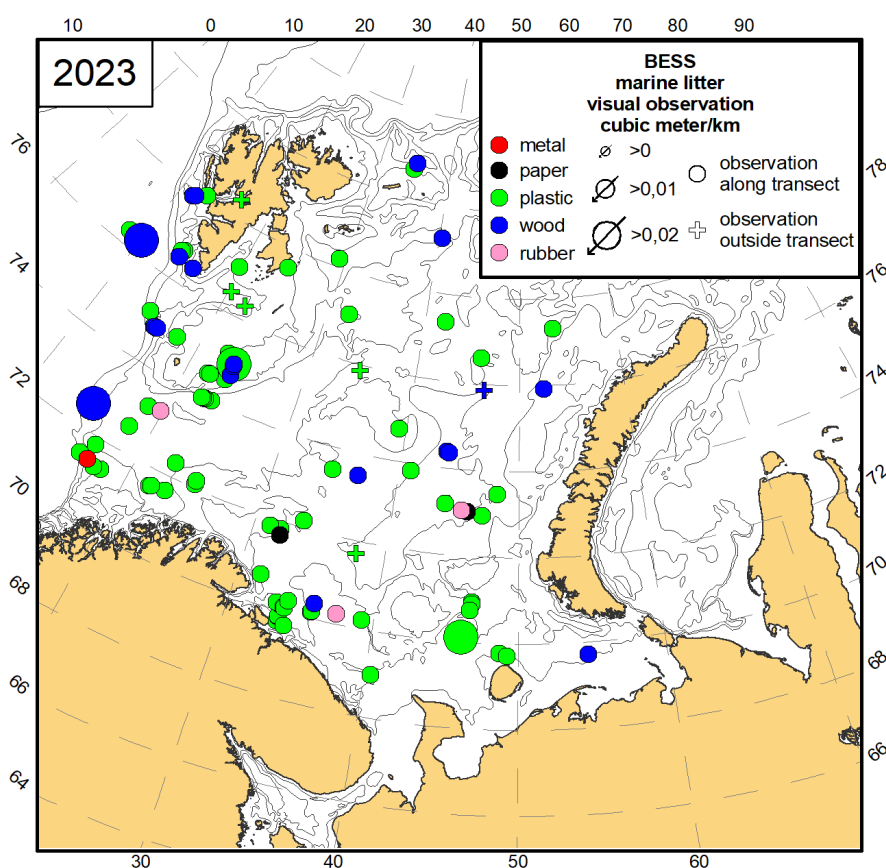 10 0 10 20 30 40 50 60 70 80 90
2023
BESS
marine litter
visual observation
cubic meter/km
metal
paper
plastic
wood
rubber
>0
>0,01
>0,02
observation
along transect
observation
outside transect
76
74
72
70
68
66
64
78
76
74
72
70
68
66
30 40 50 60